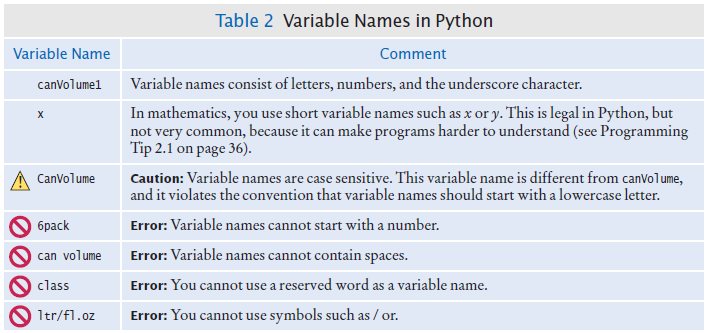 Table 2 Variable Names in Python
Variable Name Comment
canVolume1 Variable names consist of letters, numbers, and the underscore character.
x In mathematics, you use short variable names such as x or y. This is legal in Python, but
not very common, because it can make programs harder to understand (see Programming
Tip 2.1 on page 36).
CanVolume Caution: Variable names are case sensitive. This variable name is different from canVolume,
and it violates the convention that variable names should start with a lowercase letter.
6pack Error: Variable names cannot start with a number.
can volume Error: Variable names cannot contain spaces.
class Error: You cannot use a reserved word as a variable name.
ltr/fl.oz Error: You cannot use symbols such as / or.